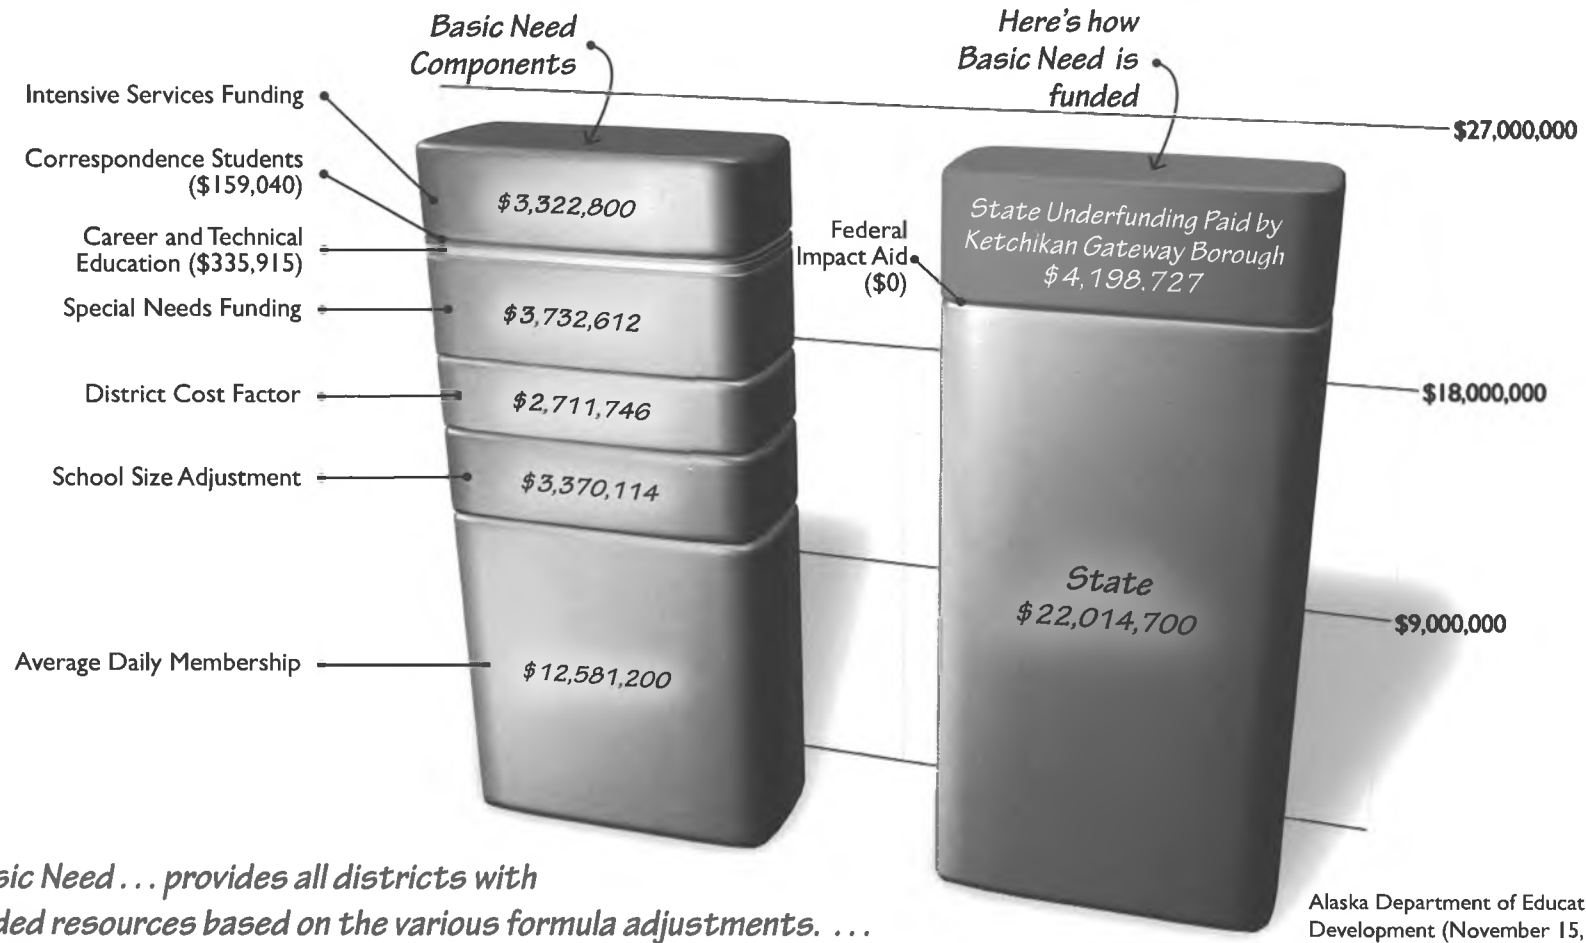 Basic Need
Components
Here's how
Basic Need is
funded
Intensive Services Funding
$27,000,000
Correspondence Students
($159,040)
$3,322,800
State Underfunding Paid by
Ketchikan Gateway Borough
$4,198.727
Career and Technical
Education ($335,915)
Federal
Impact Aid
($0)
Special Needs Funding
$3,732,612
District Cost Factor
$2,711,746
$18,000,000
School Size Adjustment
$3,370,114
State
$22,014,700
$9,000,000
Average Daily Membership
$12,581,200
sic Need . . . provides all districts with
ded resources based on the various formula adjustments. . . .
Alaska Department of Educat
Development (November 15,